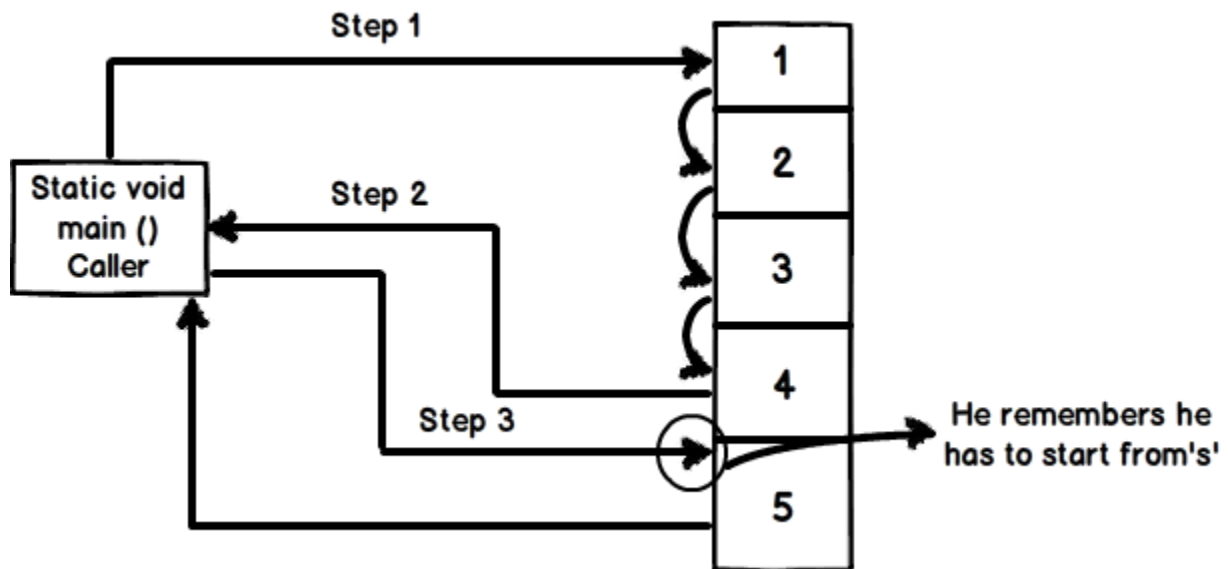 Step 1
1
2
Static void
main ()
Caller
Step 2
3
4
Step 3
He remembers he
has to start from's'
5